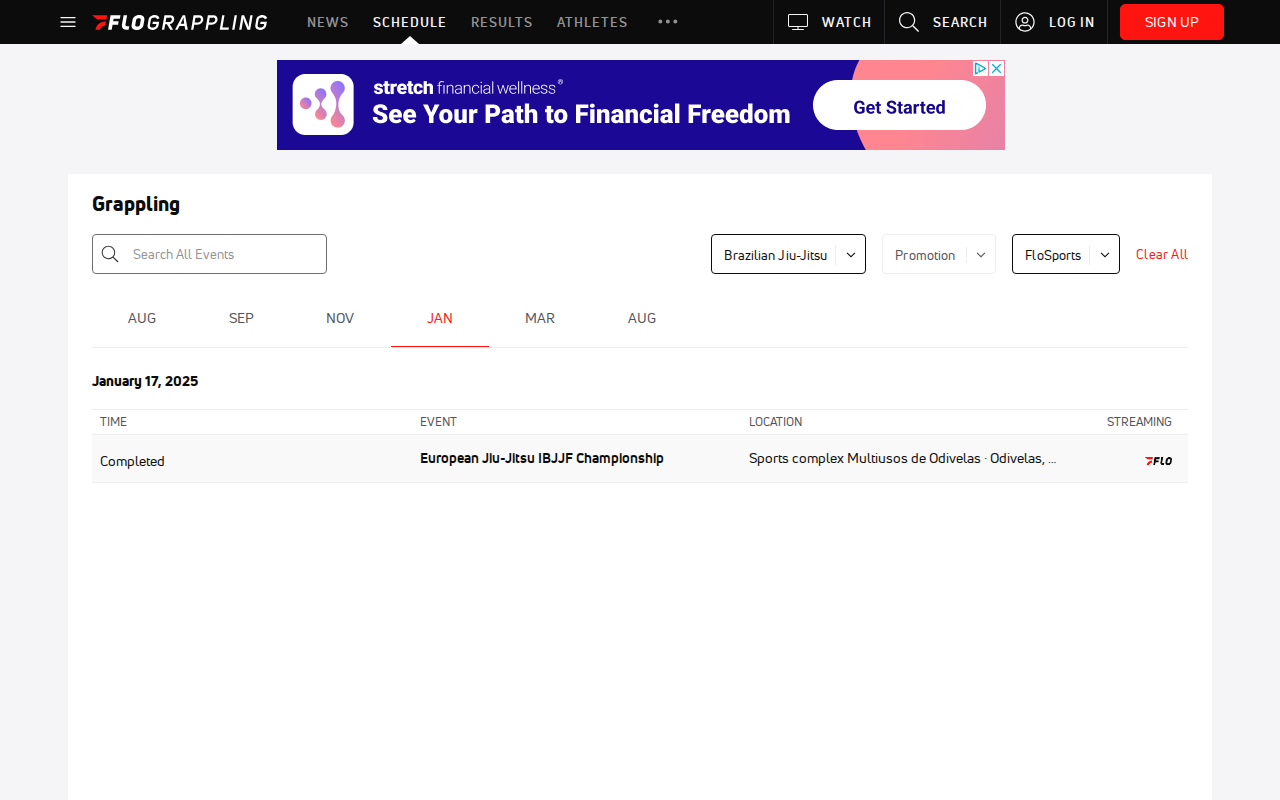 FLOGRAPPLING NEWS SCHEDULE RESULTS ATHLETES WATCH SEARCH LOG IN SIGN UP
stretch financial wellness®
See Your Path to Financial Freedom
Get Started
Grappling
Search All Events
Brazilian Jiu-Jitsu
Promotion
FloSports
Clear All
AUG SEP NOV JAN MAR AUG
January 17, 2025
TIME EVENT LOCATION STREAMING
Completed European Jiu-Jitsu IBJJF Championship Sports complex Multiusos de Odivelas · Odivelas, ... FLO